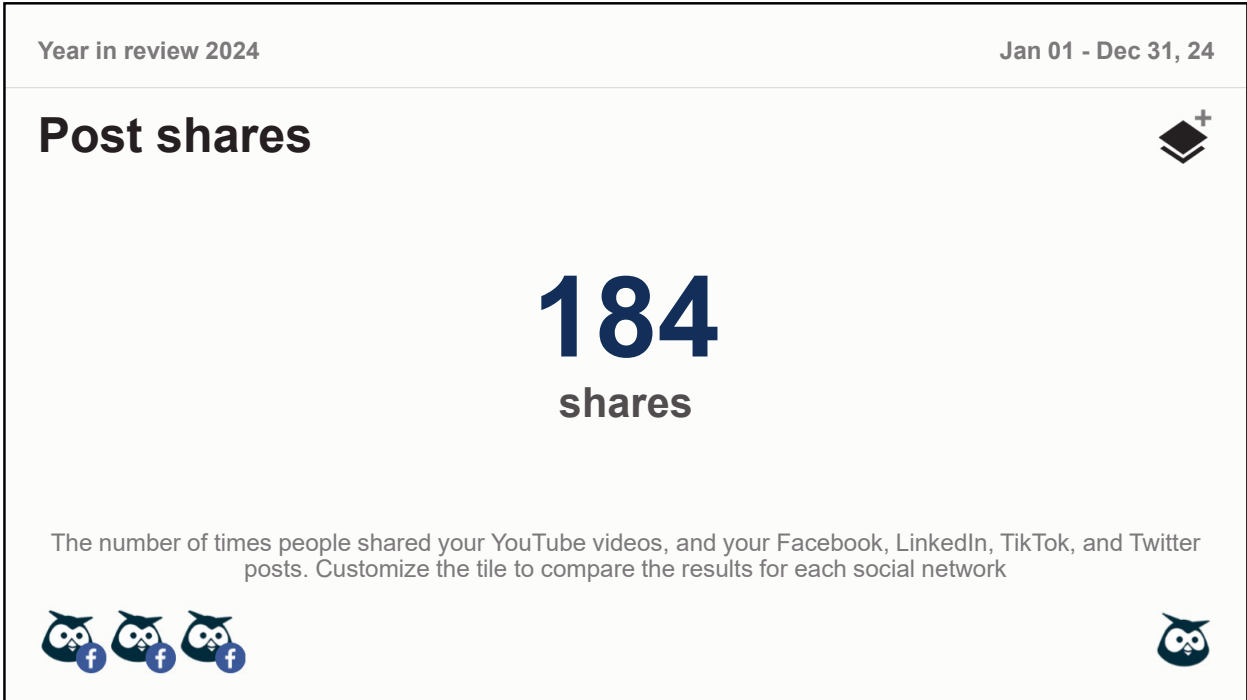 Year in review 2024
Jan 01 - Dec 31, 24
Post shares
184
shares
The number of times people shared your YouTube videos, and your Facebook, LinkedIn, TikTok, and Twitter
posts. Customize the tile to compare the results for each social network